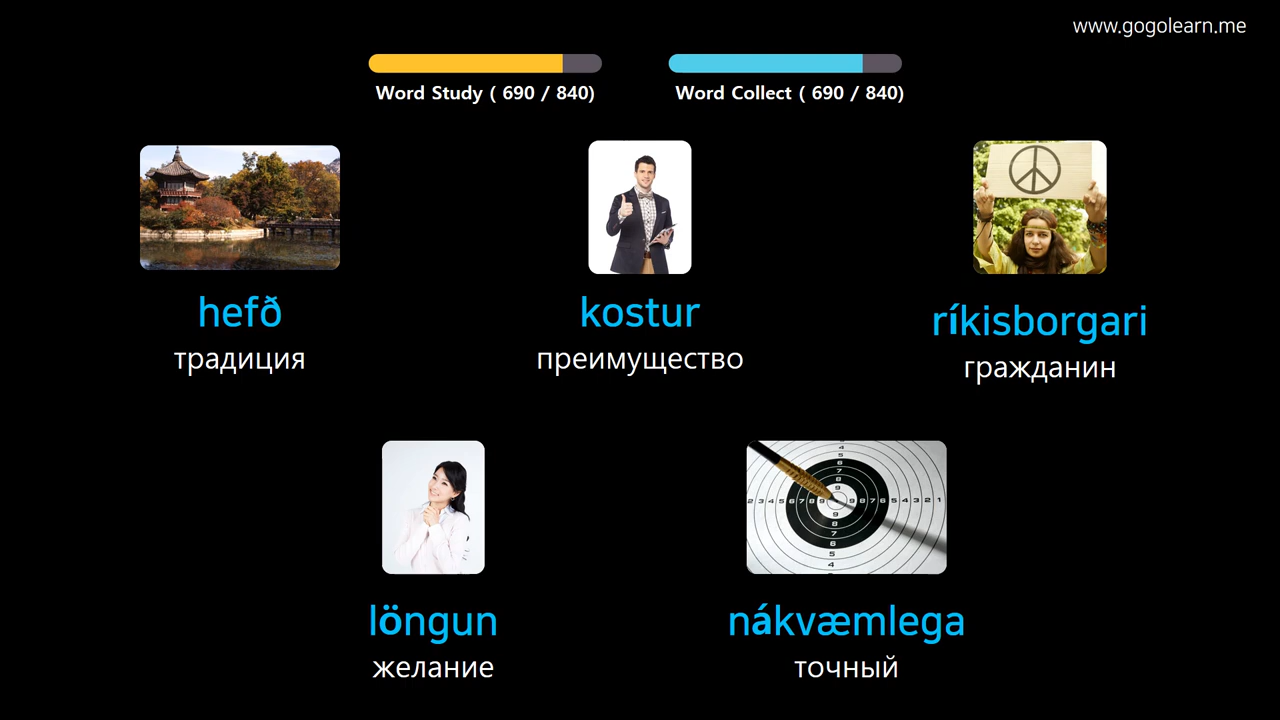 www.gogolearn.me
Word Study ( 690 / 840)
Word Collect ( 690 / 840)
hefð
традиция
kostur
преимущество
ríkisborgari
гражданин
löngun
желание
nákvæmlega
точный